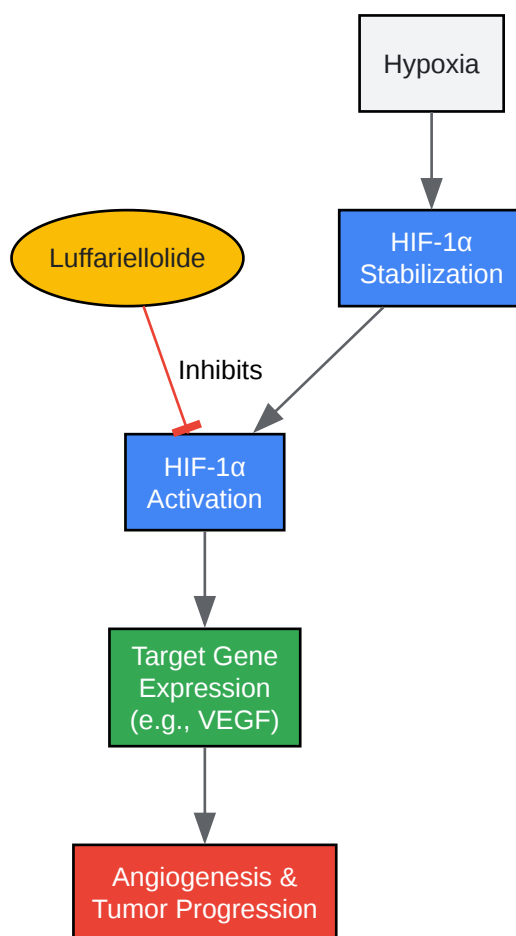 Hypoxia
HIF-1α
Stabilization
Luffariellolide
Inhibits
HIF-1α
Activation
Target Gene
Expression
(e.g., VEGF)
Angiogenesis &
Tumor Progression